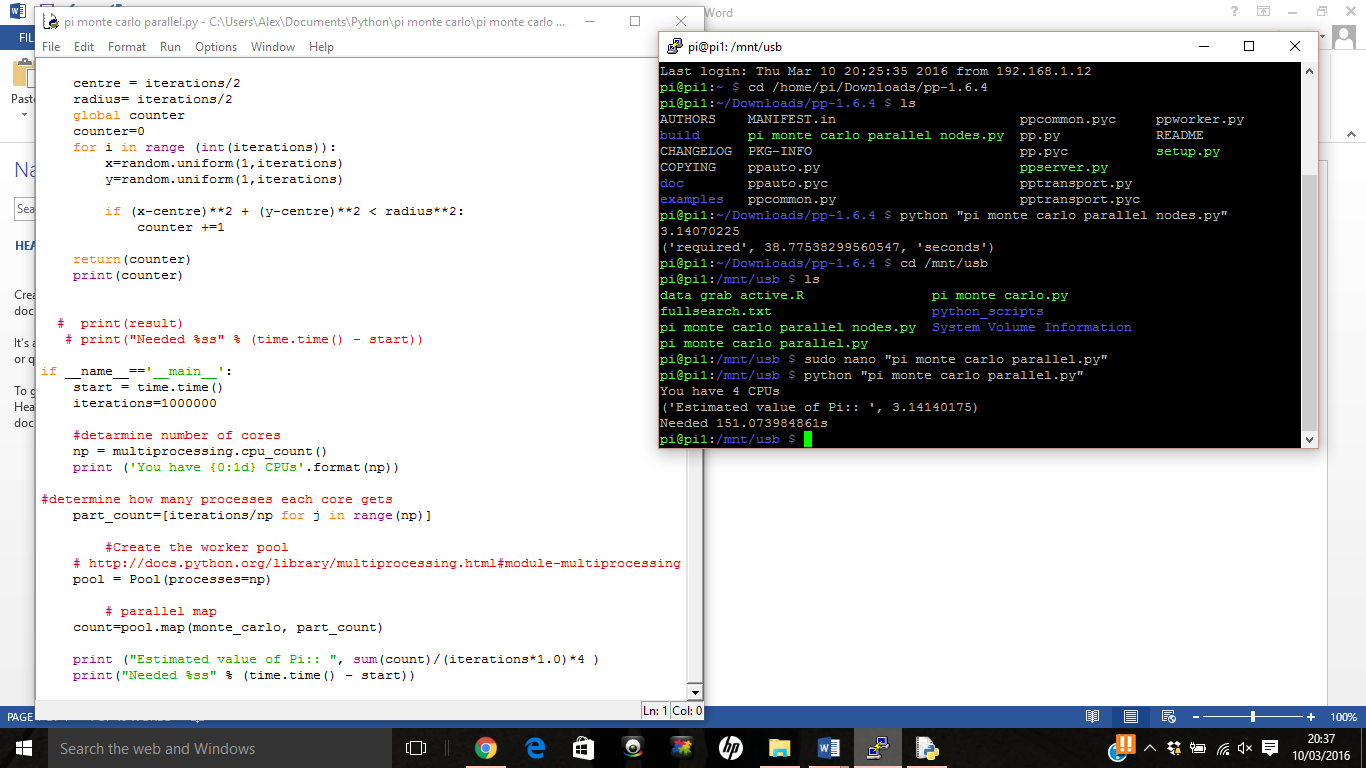 pi monte carlo parallel.py - C:\Users\Alex\Documents\Python\pi monte carlo\pi monte carlo ...
Word
File Edit Format Run Options Window Help
centre = iterations/2
radius= iterations/2
global counter
counter=0
for i in range (int(iterations)):
x=random.uniform(1,iterations)
y=random.uniform(1,iterations)
if (x-centre)**2 + (y-centre)**2 < radius**2:
counter +=1
return(counter)
print(counter)
# print(result)
# print("Needed %ss" % (time.time() - start))
if __name__=='__main__':
start = time.time()
iterations=1000000
#detarmine number of cores
np = multiprocessing.cpu_count()
print ('You have {0:1d} CPUs'.format(np))
#determine how many processes each core gets
part_count=[iterations/np for j in range(np)]
#Create the worker pool
# http://docs.python.org/library/multiprocessing.html#module-multiprocessing
pool = Pool(processes=np)
# parallel map
count=pool.map(monte_carlo, part_count)
print ("Estimated value of Pi:: ", sum(count)/(iterations*1.0)*4 )
print("Needed %ss" % (time.time() - start))
Ln: 1 Col: 0
pi@pi1: /mnt/usb
Last login: Thu Mar 10 20:25:35 2016 from 192.168.1.12
pi@pi1:~ $ cd /home/pi/Downloads/pp-1.6.4
pi@pi1:~/Downloads/pp-1.6.4 $ ls
AUTHORS MANIFEST.in ppcommon.pyc ppworker.py
build pi monte carlo parallel nodes.py pp.py README
CHANGELOG PKG-INFO pp.pyc setup.py
COPYING ppauto.py ppserver.py
doc ppauto.pyc pptransport.py
examples ppcommon.py pptransport.pyc
pi@pi1:~/Downloads/pp-1.6.4 $ python "pi monte carlo parallel nodes.py"
3.14070225
('required', 38.77538299560547, 'seconds')
pi@pi1:~/Downloads/pp-1.6.4 $ cd /mnt/usb
pi@pi1:/mnt/usb $ ls
data grab active.R pi monte carlo.py
fullsearch.txt python_scripts
pi monte carlo parallel nodes.py System Volume Information
pi monte carlo parallel.py
pi@pi1:/mnt/usb $ sudo nano "pi monte carlo parallel.py"
pi@pi1:/mnt/usb $ python "pi monte carlo parallel.py"
You have 4 CPUs
('Estimated value of Pi:: ', 3.14140175)
Needed 151.073984861s
pi@pi1:/mnt/usb $
FIL
Paste
Na
Sea
HEA
Crea
doc
It's a
or q
To g
Hea
doc
PAGE
100%
Search the web and Windows
hp
20:37
10/03/2016